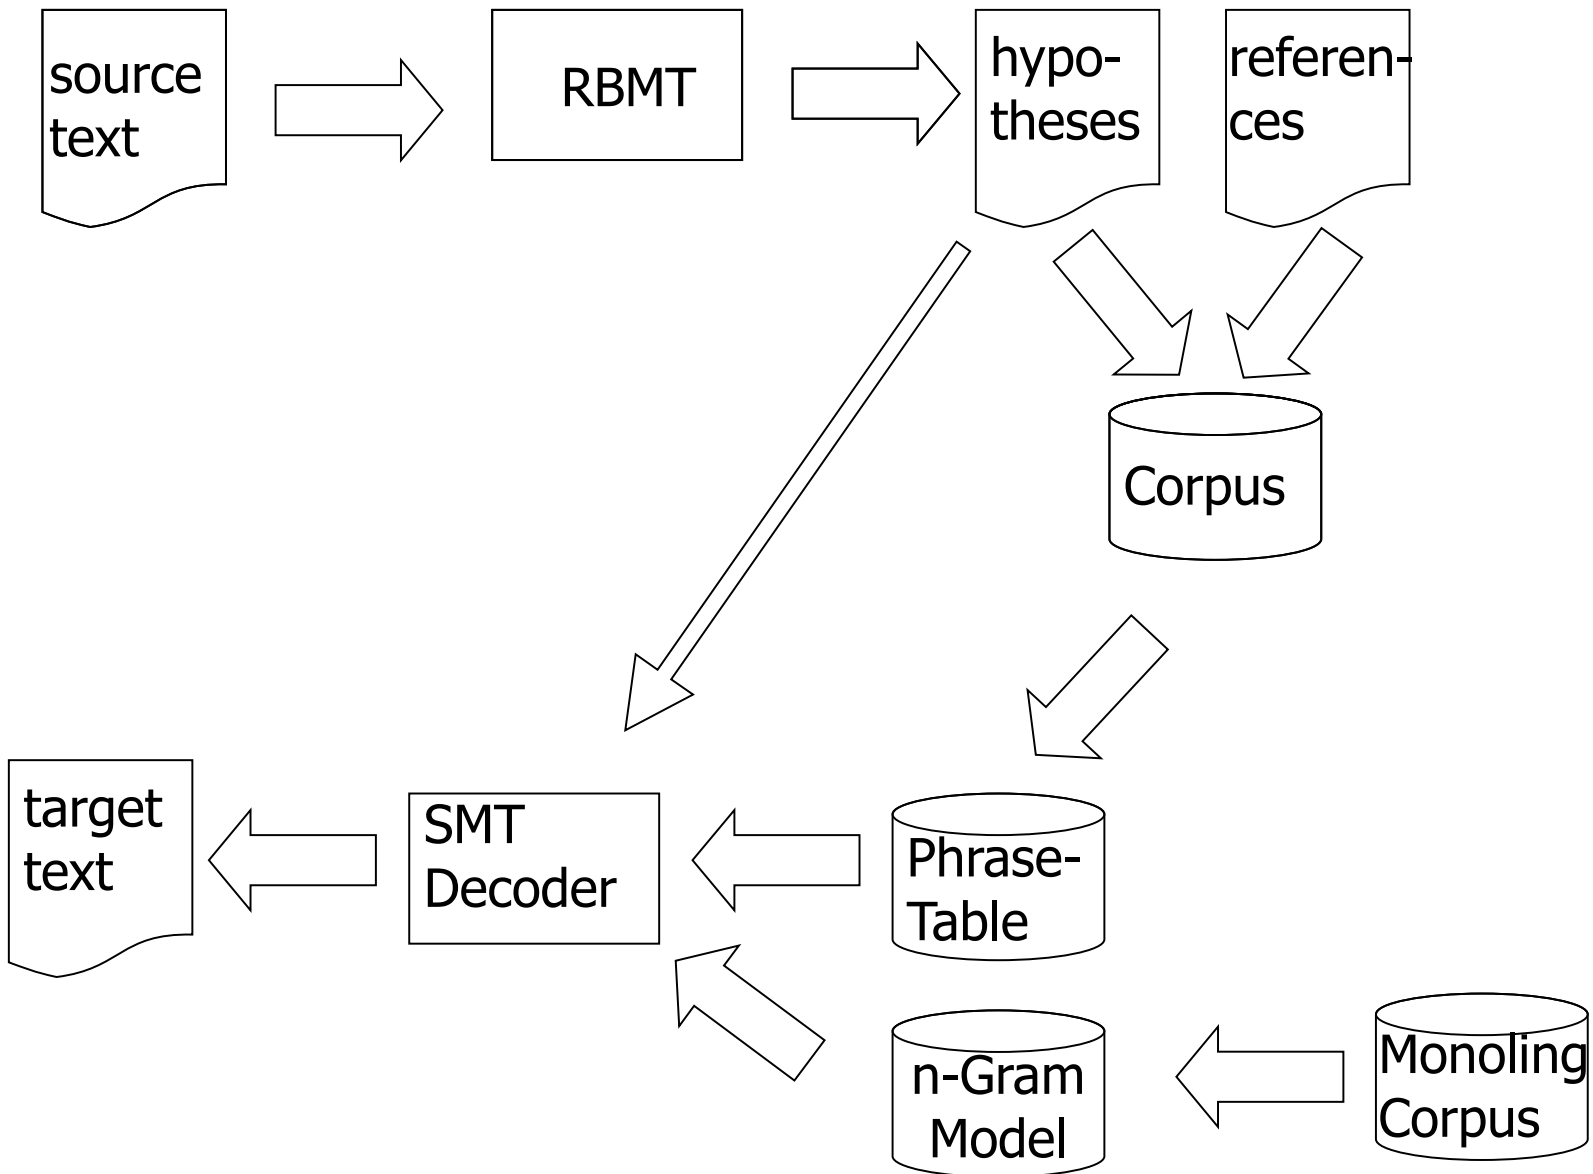 source
text
RBMT
hypo-
theses
referen-
ces
Corpus
target
text
SMT
Decoder
Phrase-
Table
n-Gram
Model
Monoling
Corpus